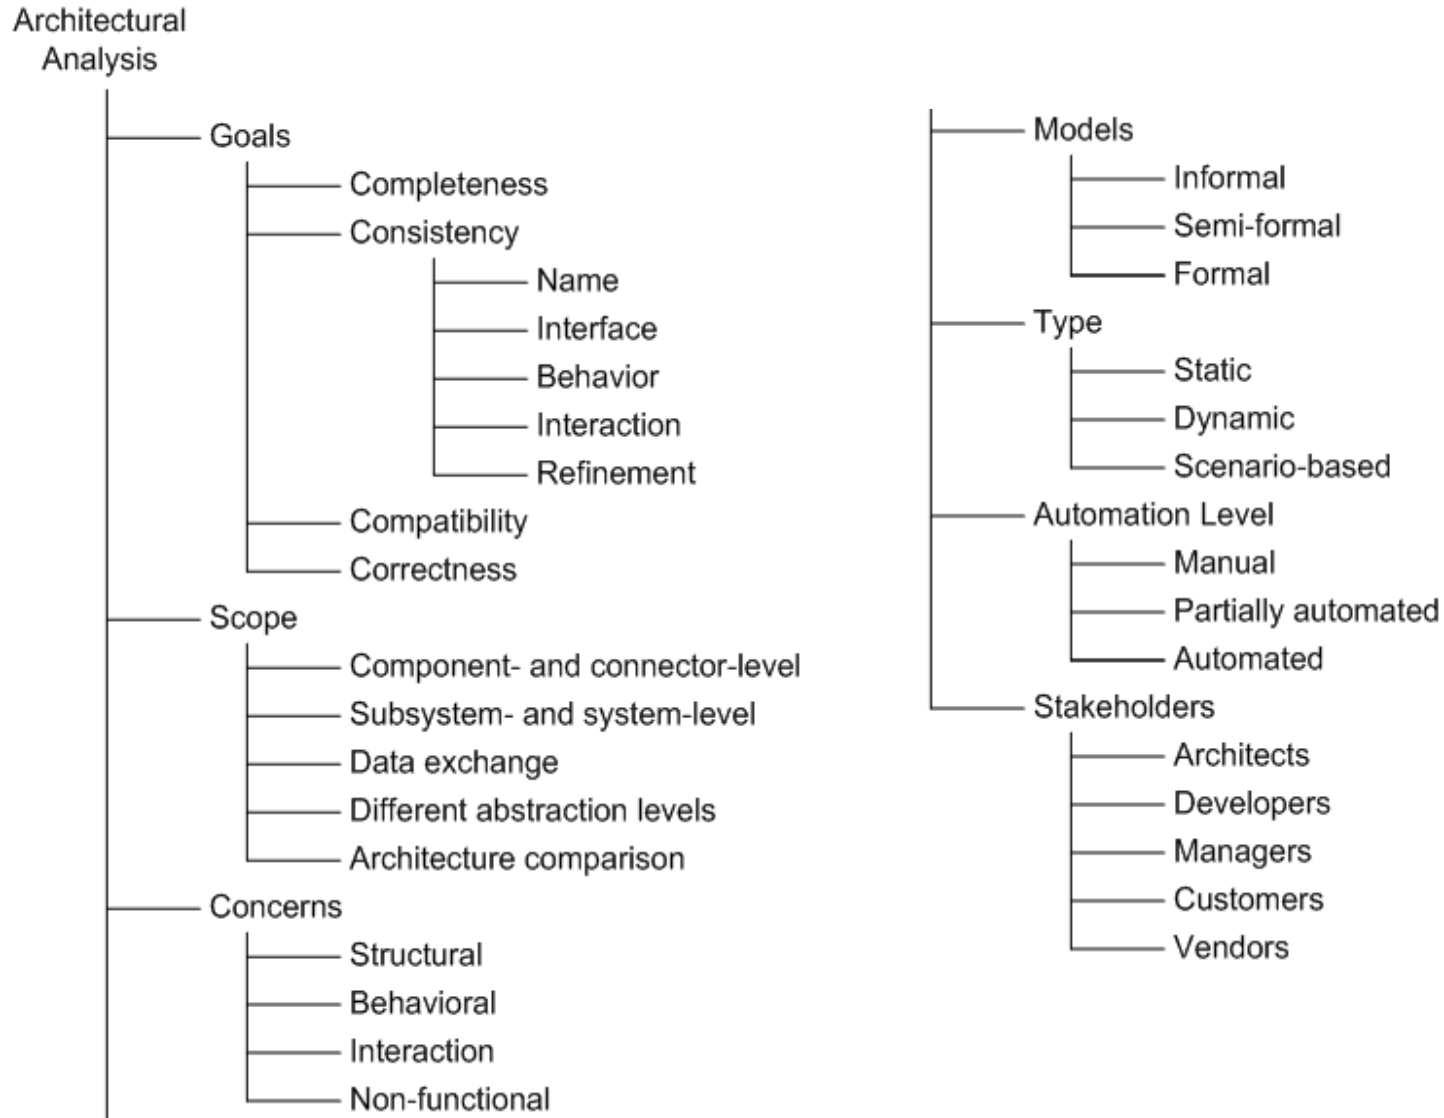 Architectural
Analysis
Goals
Completeness
Consistency
Name
Interface
Behavior
Interaction
Refinement
Compatibility
Correctness
Scope
Component- and connector-level
Subsystem- and system-level
Data exchange
Different abstraction levels
Architecture comparison
Concerns
Structural
Behavioral
Interaction
Non-functional
Models
Informal
Semi-formal
Formal
Type
Static
Dynamic
Scenario-based
Automation Level
Manual
Partially automated
Automated
Stakeholders
Architects
Developers
Managers
Customers
Vendors